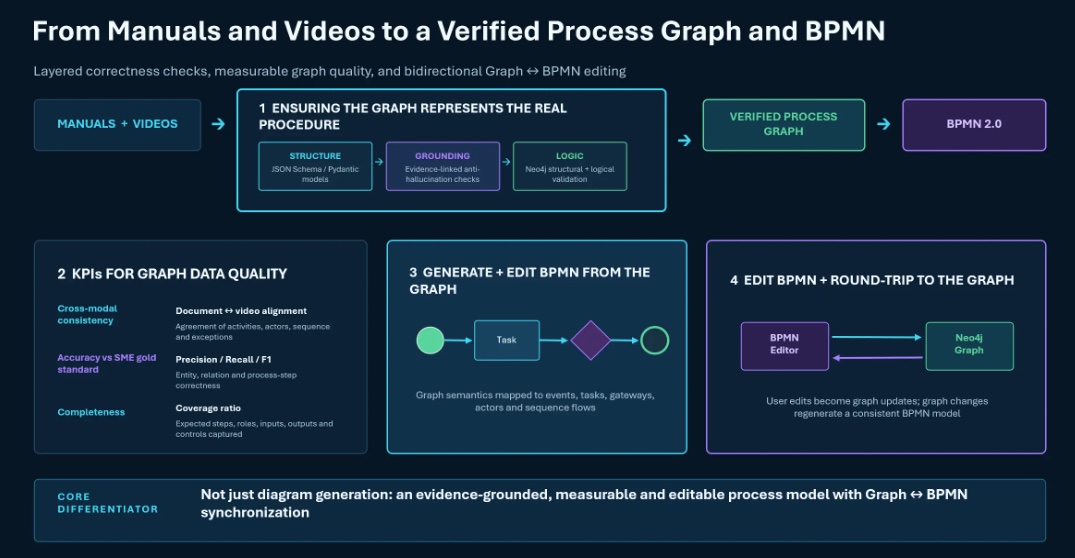 From Manuals and Videos to a Verified Process Graph and BPMN
Layered correctness checks, measurable graph quality, and bidirectional Graph ↔ BPMN editing
MANUALS + VIDEOS
1 ENSURING THE GRAPH REPRESENTS THE REAL
PROCEDURE
STRUCTURE
JSON Schema / Pydantic
models
GROUNDING
Evidence-linked anti-
hallucination checks
LOGIC
Neo4j structural + logical
validation
VERIFIED PROCESS
GRAPH
BPMN 2.0
2 KPIs FOR GRAPH DATA QUALITY
Cross-modal
consistency
Document ↔ video alignment
Agreement of activities, actors, sequence
and exceptions
Accuracy vs SME gold
standard
Precision / Recall / F1
Entity, relation and process-step
correctness
Completeness
Coverage ratio
Expected steps, roles, inputs, outputs and
controls captured
3 GENERATE + EDIT BPMN FROM THE
GRAPH
Task
Graph semantics mapped to events, tasks, gateways,
actors and sequence flows
4 EDIT BPMN + ROUND-TRIP TO THE GRAPH
BPMN
Editor
Neo4j
Graph
User edits become graph updates; graph changes
regenerate a consistent BPMN model
CORE
DIFFERENTIATOR
Not just diagram generation: an evidence-grounded, measurable and editable process model with Graph ↔ BPMN
synchronization